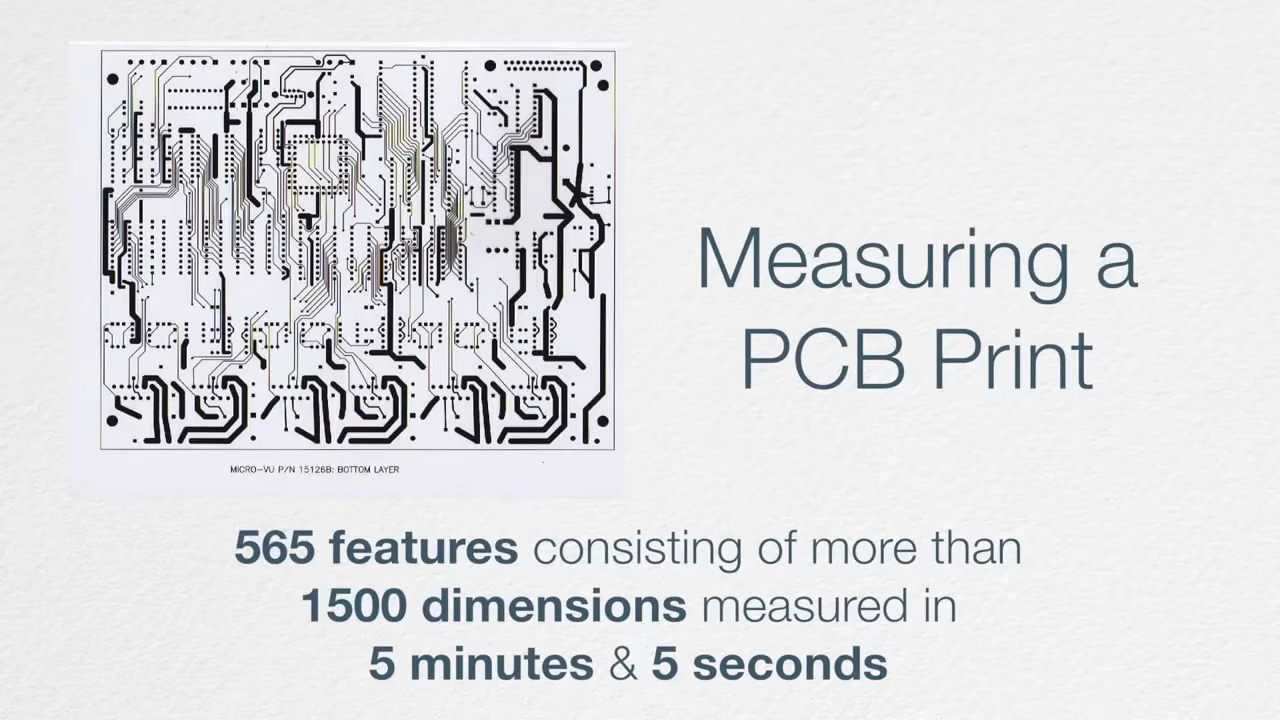 Measuring a
PCB Print
MICRO-VU P/N 15126B: BOTTOM LAYER
565 features consisting of more than
1500 dimensions measured in
5 minutes & 5 seconds